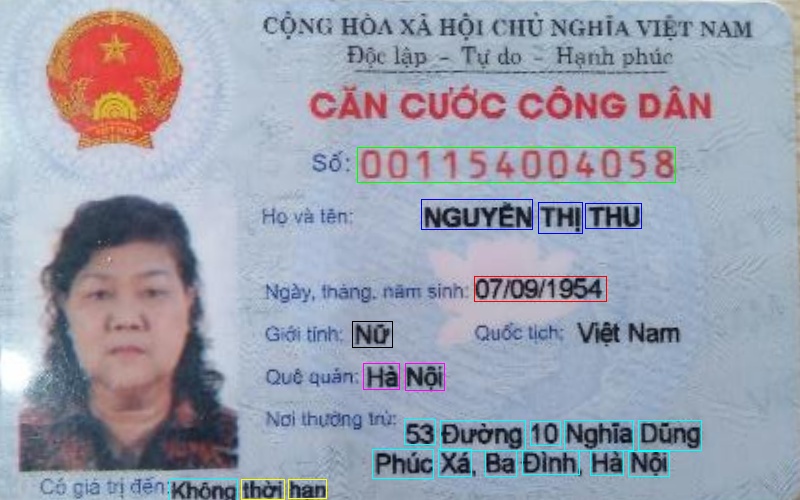 CỘNG HÒA XÃ HỘI CHỦ NGHĨA VIỆT NAM
Độc lập - Tự do - Hạnh phúc
CĂN CƯỚC CÔNG DÂN
Số: 001154004058
Họ và tên: NGUYỄN THỊ THU
Ngày, tháng, năm sinh: 07/09/1954
Giới tính: Nữ Quốc tịch: Việt Nam
Quê quán: Hà Nội
Nơi thường trú: 53 Đường 10 Nghĩa Dũng
Phúc Xá, Ba Đình, Hà Nội
Có giá trị đến: Không thời hạn